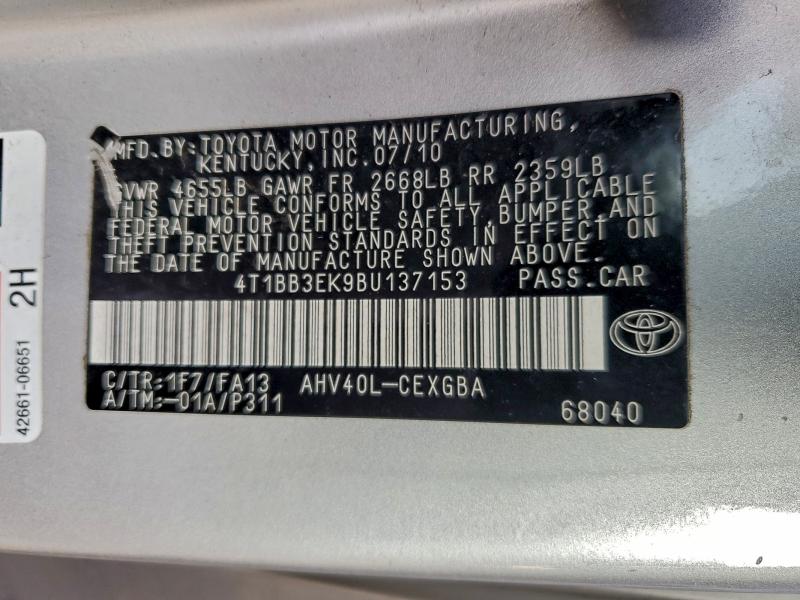 MFD.BY: TOYOTA MOTOR MANUFACTURING,
KENTUCKY, INC. 07/10
GVWR 4655LB GAWR FR 2668LB RR 2359LB
THIS VEHICLE CONFORMS TO ALL APPLICABLE
FEDERAL MOTOR VEHICLE SAFETY, BUMPER, AND
THEFT PREVENTION STANDARDS IN EFFECT ON
THE DATE OF MANUFACTURE SHOWN ABOVE.
4T1BB3EK9BU137153 PASS.CAR
C/TR:1F7/FA13 AHV40L-CEXGBA
A/TM:-01A/P311 68040
2H
42661-06651